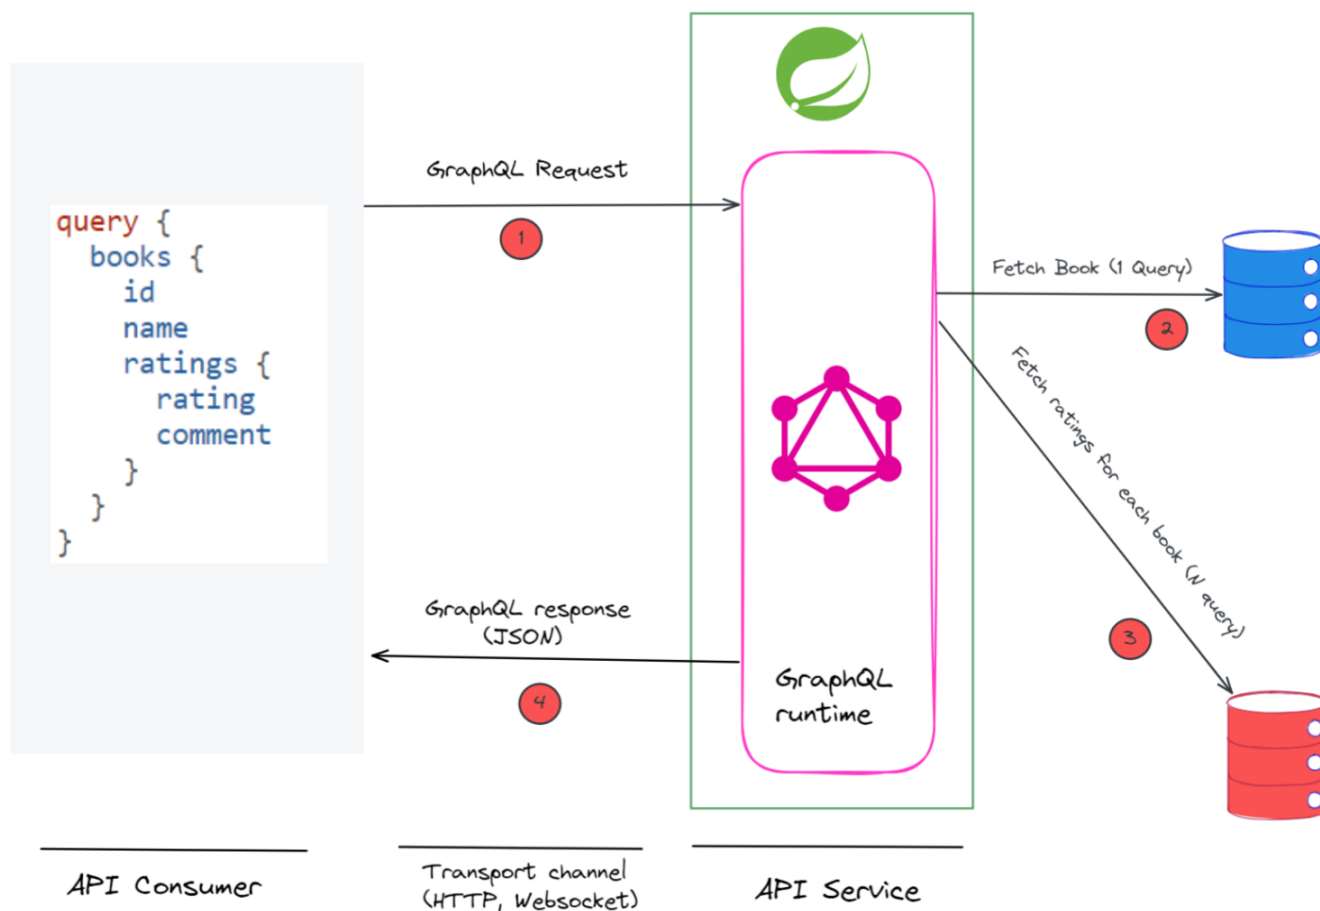 GraphQL Request
1
query {
books {
id
name
ratings {
rating
comment
}
}
}
Fetch Book (1 Query)
2
Fetch ratings for each book (N query)
3
GraphQL response
(JSON)
4
GraphQL
runtime
API Consumer
Transport channel
(HTTP, Websocket)
API Service